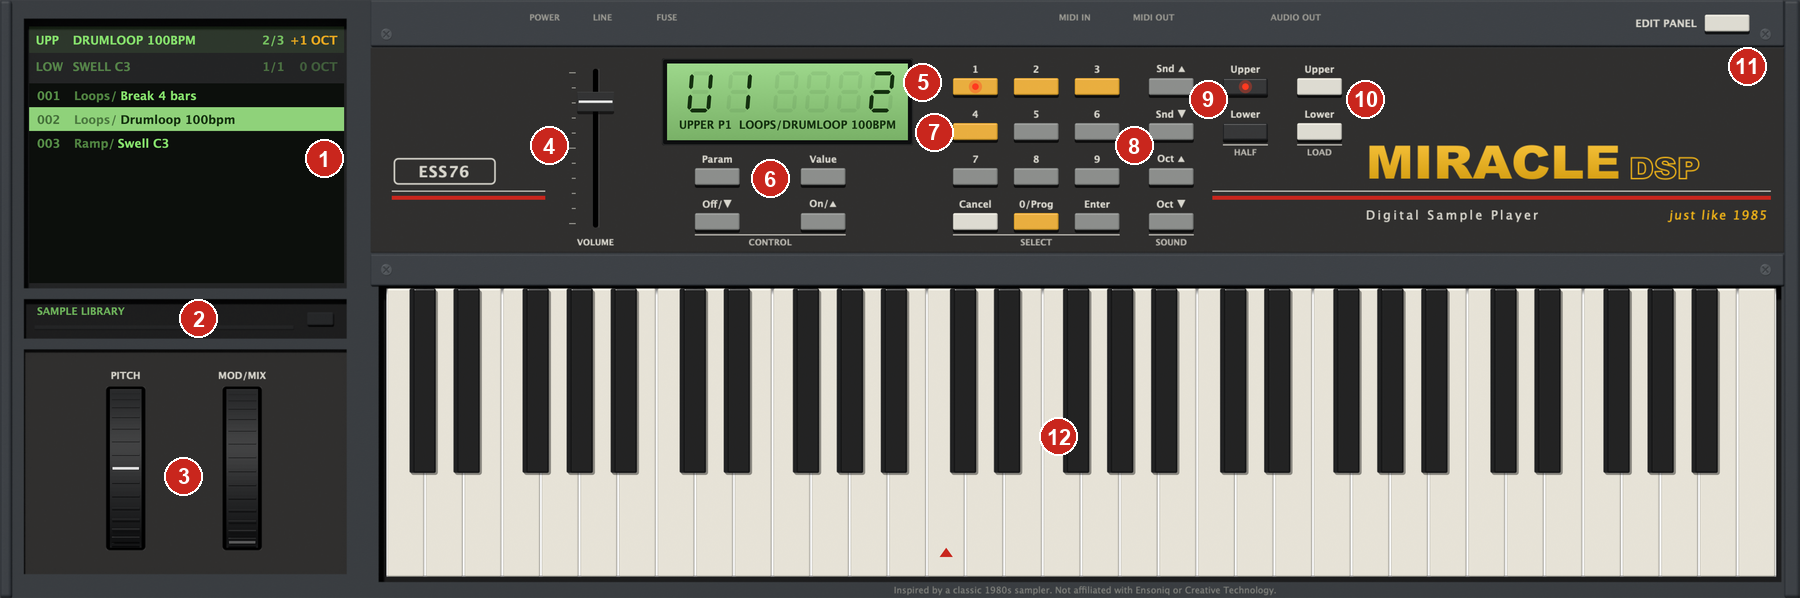 UPP DRUMLOOP 100BPM 2/3 +1 OCT
LOW SWELL C3 1/1 0 OCT
001 Loops/ Break 4 bars
002 Loops/ Drumloop 100bpm
003 Ramp/ Swell C3
1
SAMPLE LIBRARY
2
PITCH MOD/MIX
3
POWER LINE FUSE MIDI IN MIDI OUT AUDIO OUT
EDIT PANEL
11
ESS76
4
VOLUME
U1 2
UPPER P1 LOOPS/DRUMLOOP 100BPM
5
Param Value
6
Off/▼ On/▲
CONTROL
1 2 3
4 5 6
7
7 8 9
Cancel 0/Prog Enter
SELECT
Snd ▲
Snd ▼
8
Oct ▲
Oct ▼
SOUND
9
Upper
Lower
HALF
Upper
Lower
LOAD
10
MIRACLE DSP
Digital Sample Player just like 1985
12
Inspired by a classic 1980s sampler. Not affiliated with Ensoniq or Creative Technology.